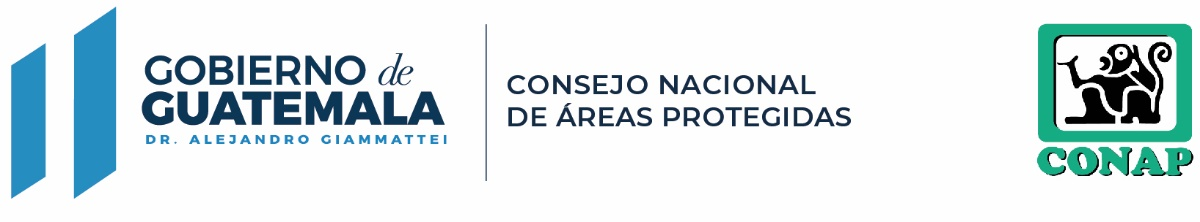 GOBIERNO de
GUATEMALA
DR. ALEJANDRO GIAMMATTEI
CONSEJO NACIONAL
DE ÁREAS PROTEGIDAS
CONAP